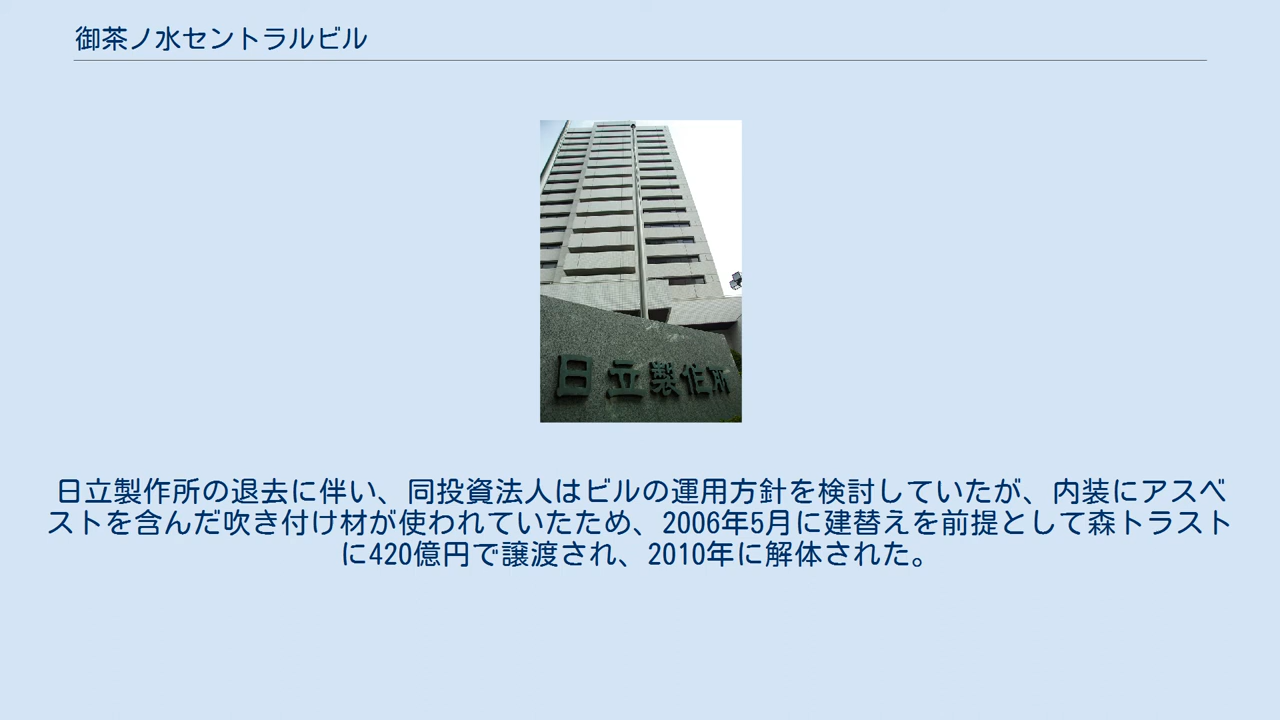 御茶ノ水セントラルビル
日立製作所
日立製作所の退去に伴い、同投資法人はビルの運用方針を検討していたが、内装にアスベ
ストを含んだ吹き付け材が使われていたため、2006年5月に建替えを前提として森トラスト
に420億円で譲渡され、2010年に解体された。